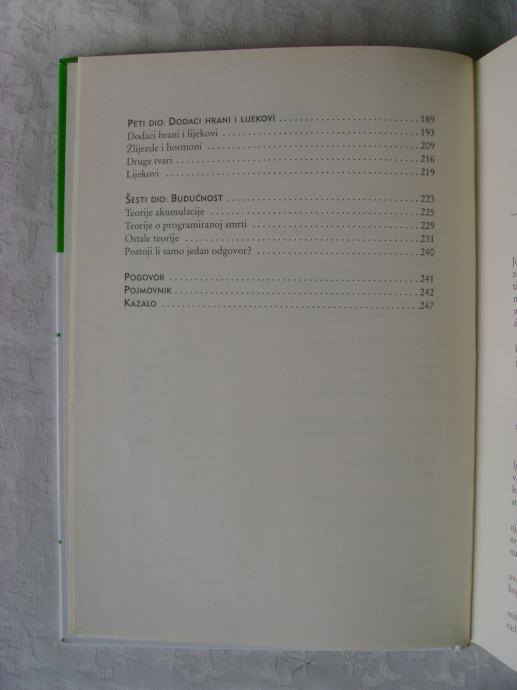 PETI DIO: DODACI HRANI I LIJEKOVI ........................ 189
Dodaci hrani i lijekovi ........................ 193
Žlijezde i hormoni ........................ 209
Druge tvari ........................ 216
Lijekovi ........................ 219
ŠESTI DIO: BUDUĆNOST ........................ 223
Teorije akumulacije ........................ 225
Teorije o programiranoj smrti ........................ 229
Ostale teorije ........................ 231
Postoji li samo jedan odgovor? ........................ 240
POGOVOR ........................ 241
POJMOVNIK ........................ 242
KAZALO ........................ 247